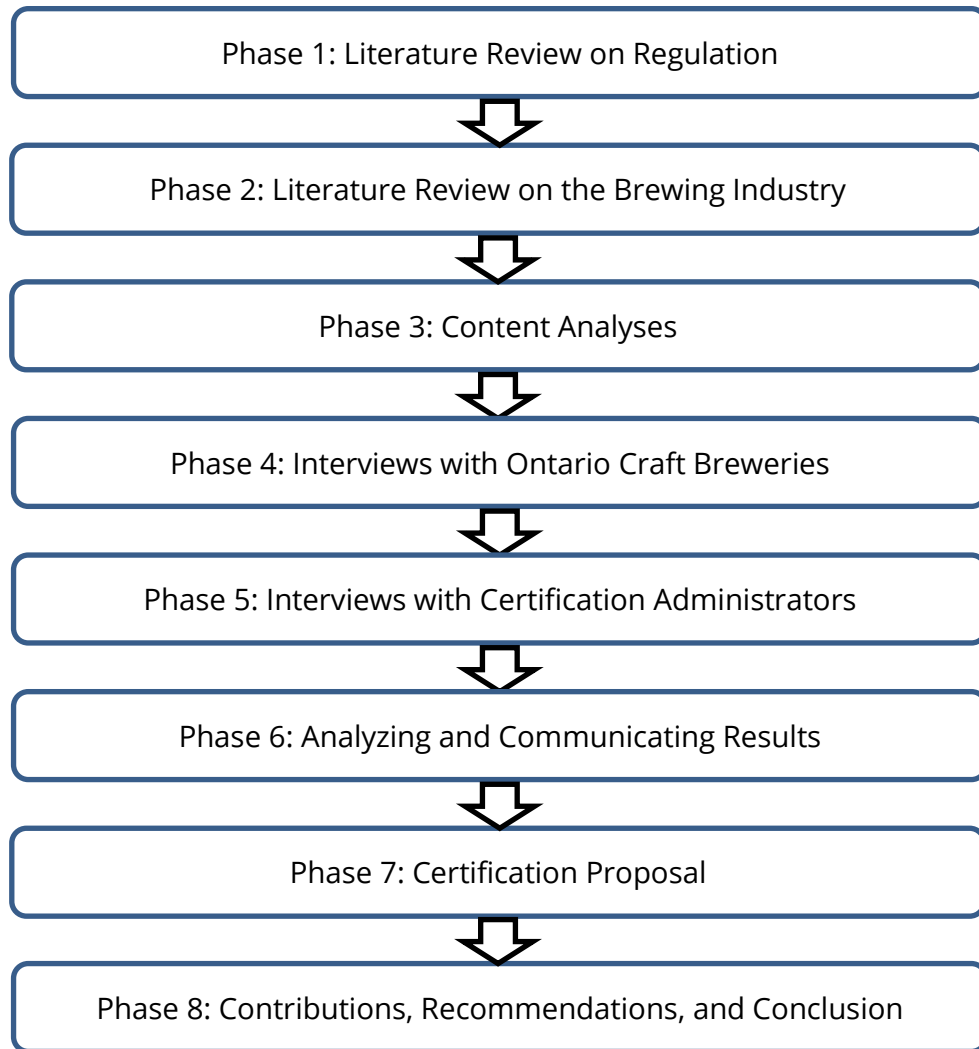 Phase 1: Literature Review on Regulation
Phase 2: Literature Review on the Brewing Industry
Phase 3: Content Analyses
Phase 4: Interviews with Ontario Craft Breweries
Phase 5: Interviews with Certification Administrators
Phase 6: Analyzing and Communicating Results
Phase 7: Certification Proposal
Phase 8: Contributions, Recommendations, and Conclusion